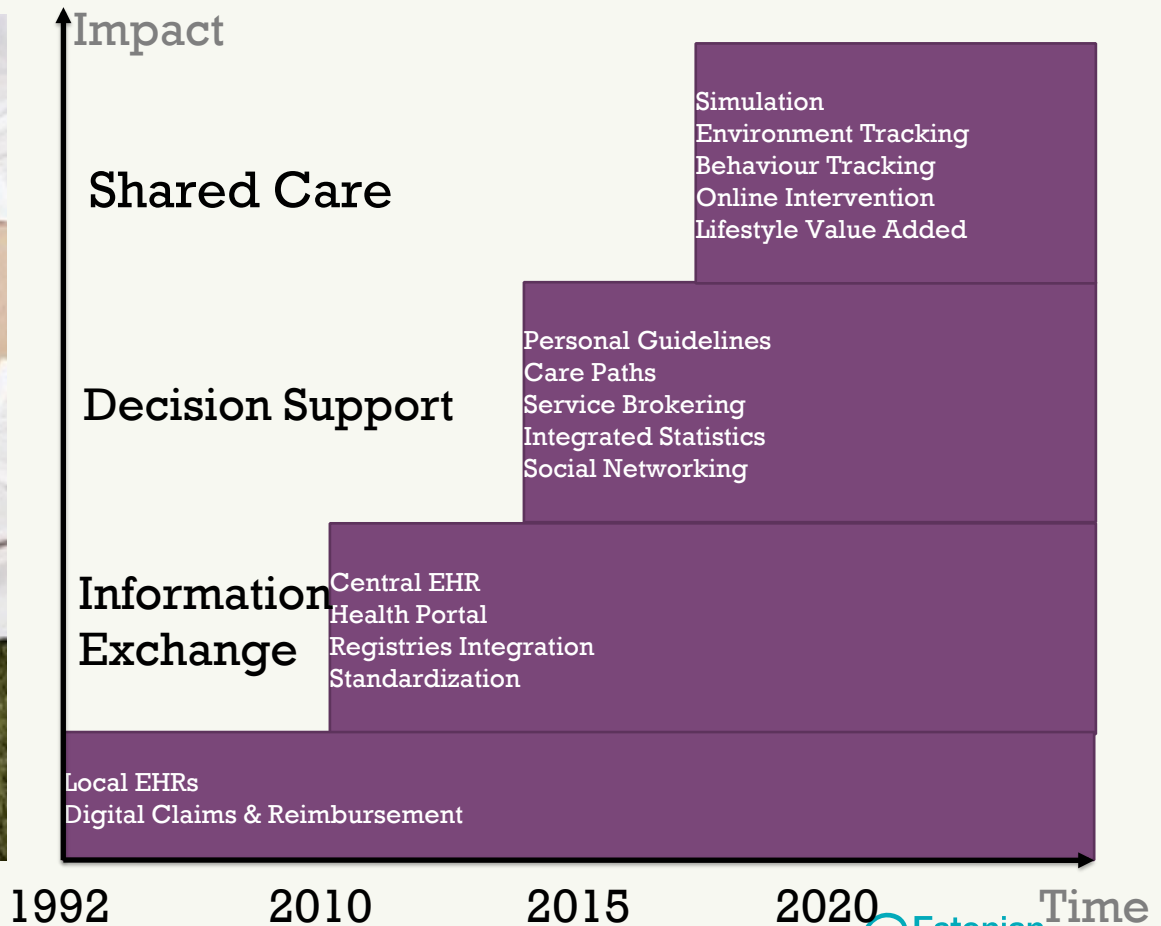 Impact
Simulation
Environment Tracking
Behaviour Tracking
Online Intervention
Lifestyle Value Added
Shared Care
Personal Guidelines
Care Paths
Service Brokering
Integrated Statistics
Social Networking
Decision Support
Central EHR
Health Portal
Registries Integration
Standardization
Information
Exchange
Local EHRs
Digital Claims & Reimbursement
1992 2010 2015 2020 Time
Estonian